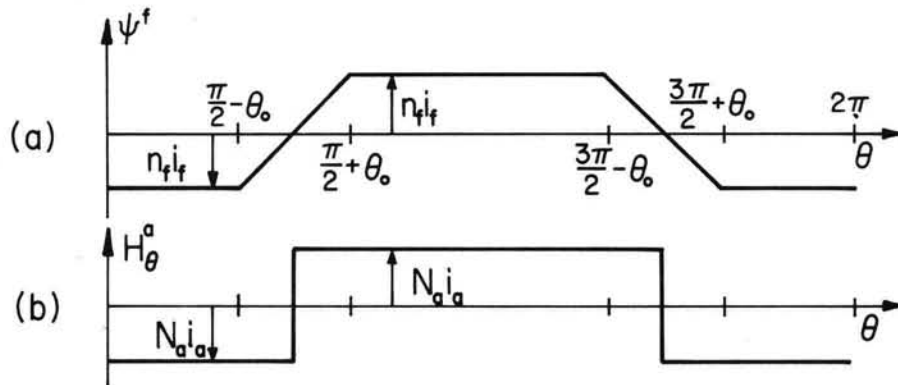 ψ^f
π/2 - θ₀
n_f i_f
3π/2 + θ₀
2π
(a)
n_f i_f
π/2 + θ₀
3π/2 - θ₀
θ
H_θ^a
N_a i_a
(b)
N_a i_a
θ